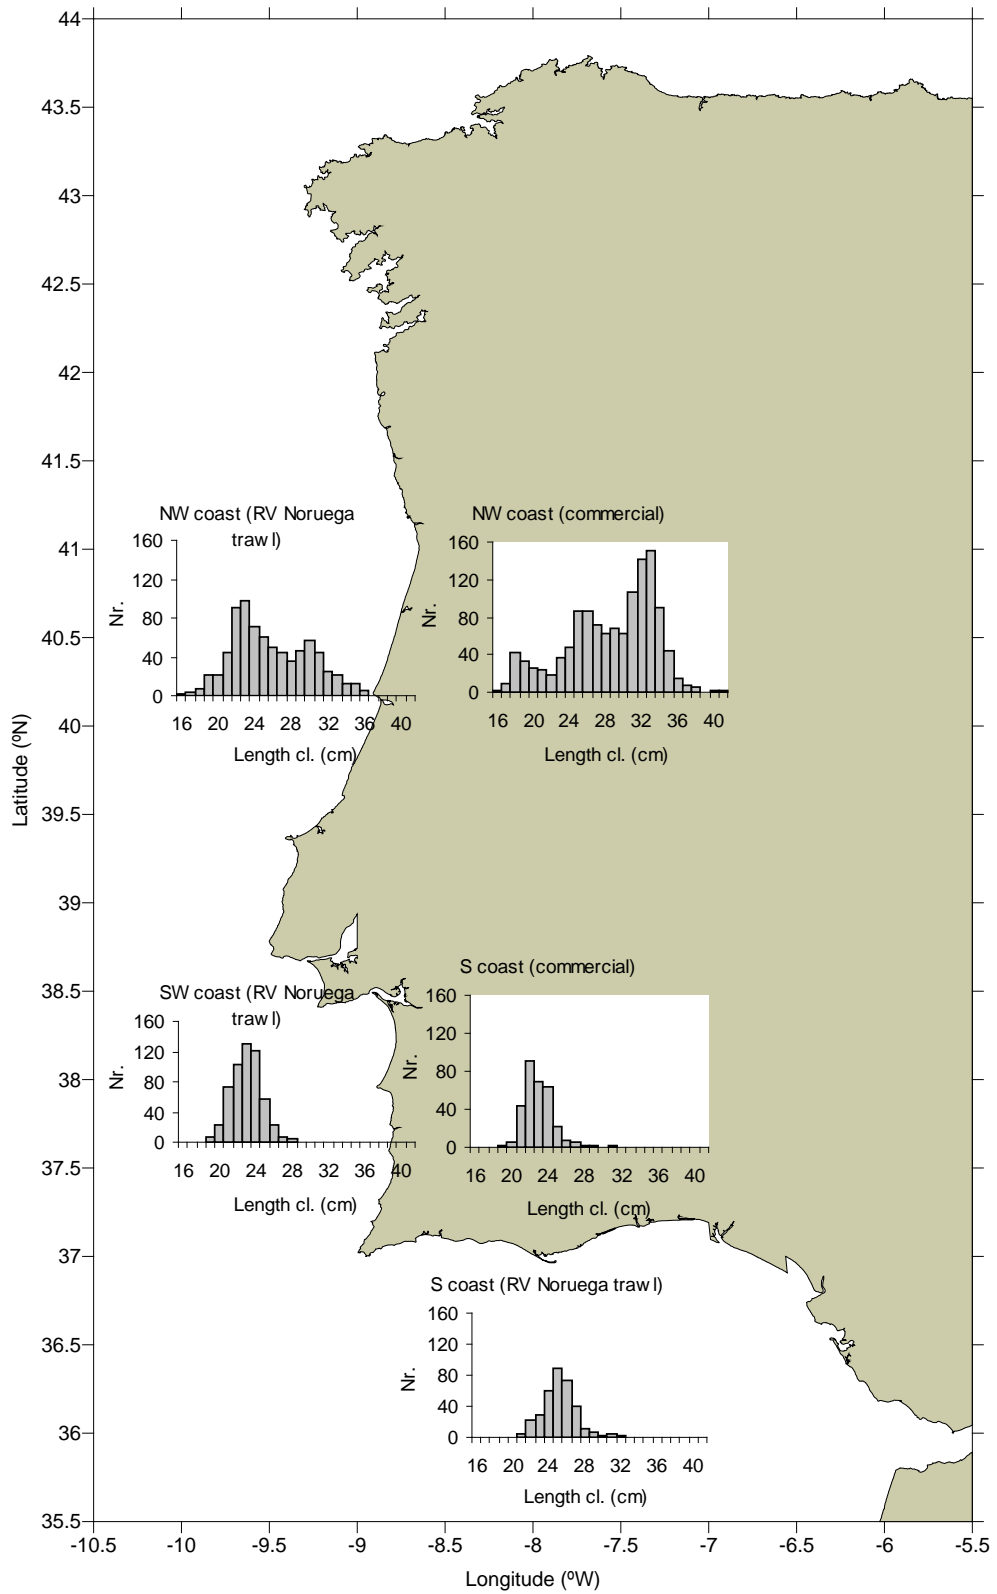 44
43.5
43
42.5
42
41.5
41
40.5
40
39.5
39
38.5
38
37.5
37
36.5
36
35.5
Latitude (ºN)
NW coast (RV Noruega
trawl)
160
120
80
40
0
Nr.
16 20 24 28 32 36 40
Length cl. (cm)
NW coast (commercial)
160
120
80
40
0
Nr.
16 20 24 28 32 36 40
Length cl. (cm)
SW coast (RV Noruega
trawl)
160
120
80
40
0
Nr.
16 20 24 28 32 36 40
Length cl. (cm)
S coast (commercial)
160
120
80
40
0
Nr.
16 20 24 28 32 36 40
Length cl. (cm)
S coast (RV Noruega trawl)
160
120
80
40
0
Nr.
16 20 24 28 32 36 40
Length cl. (cm)
-10.5 -10 -9.5 -9 -8.5 -8 -7.5 -7 -6.5 -6 -5.5
Longitude (ºW)